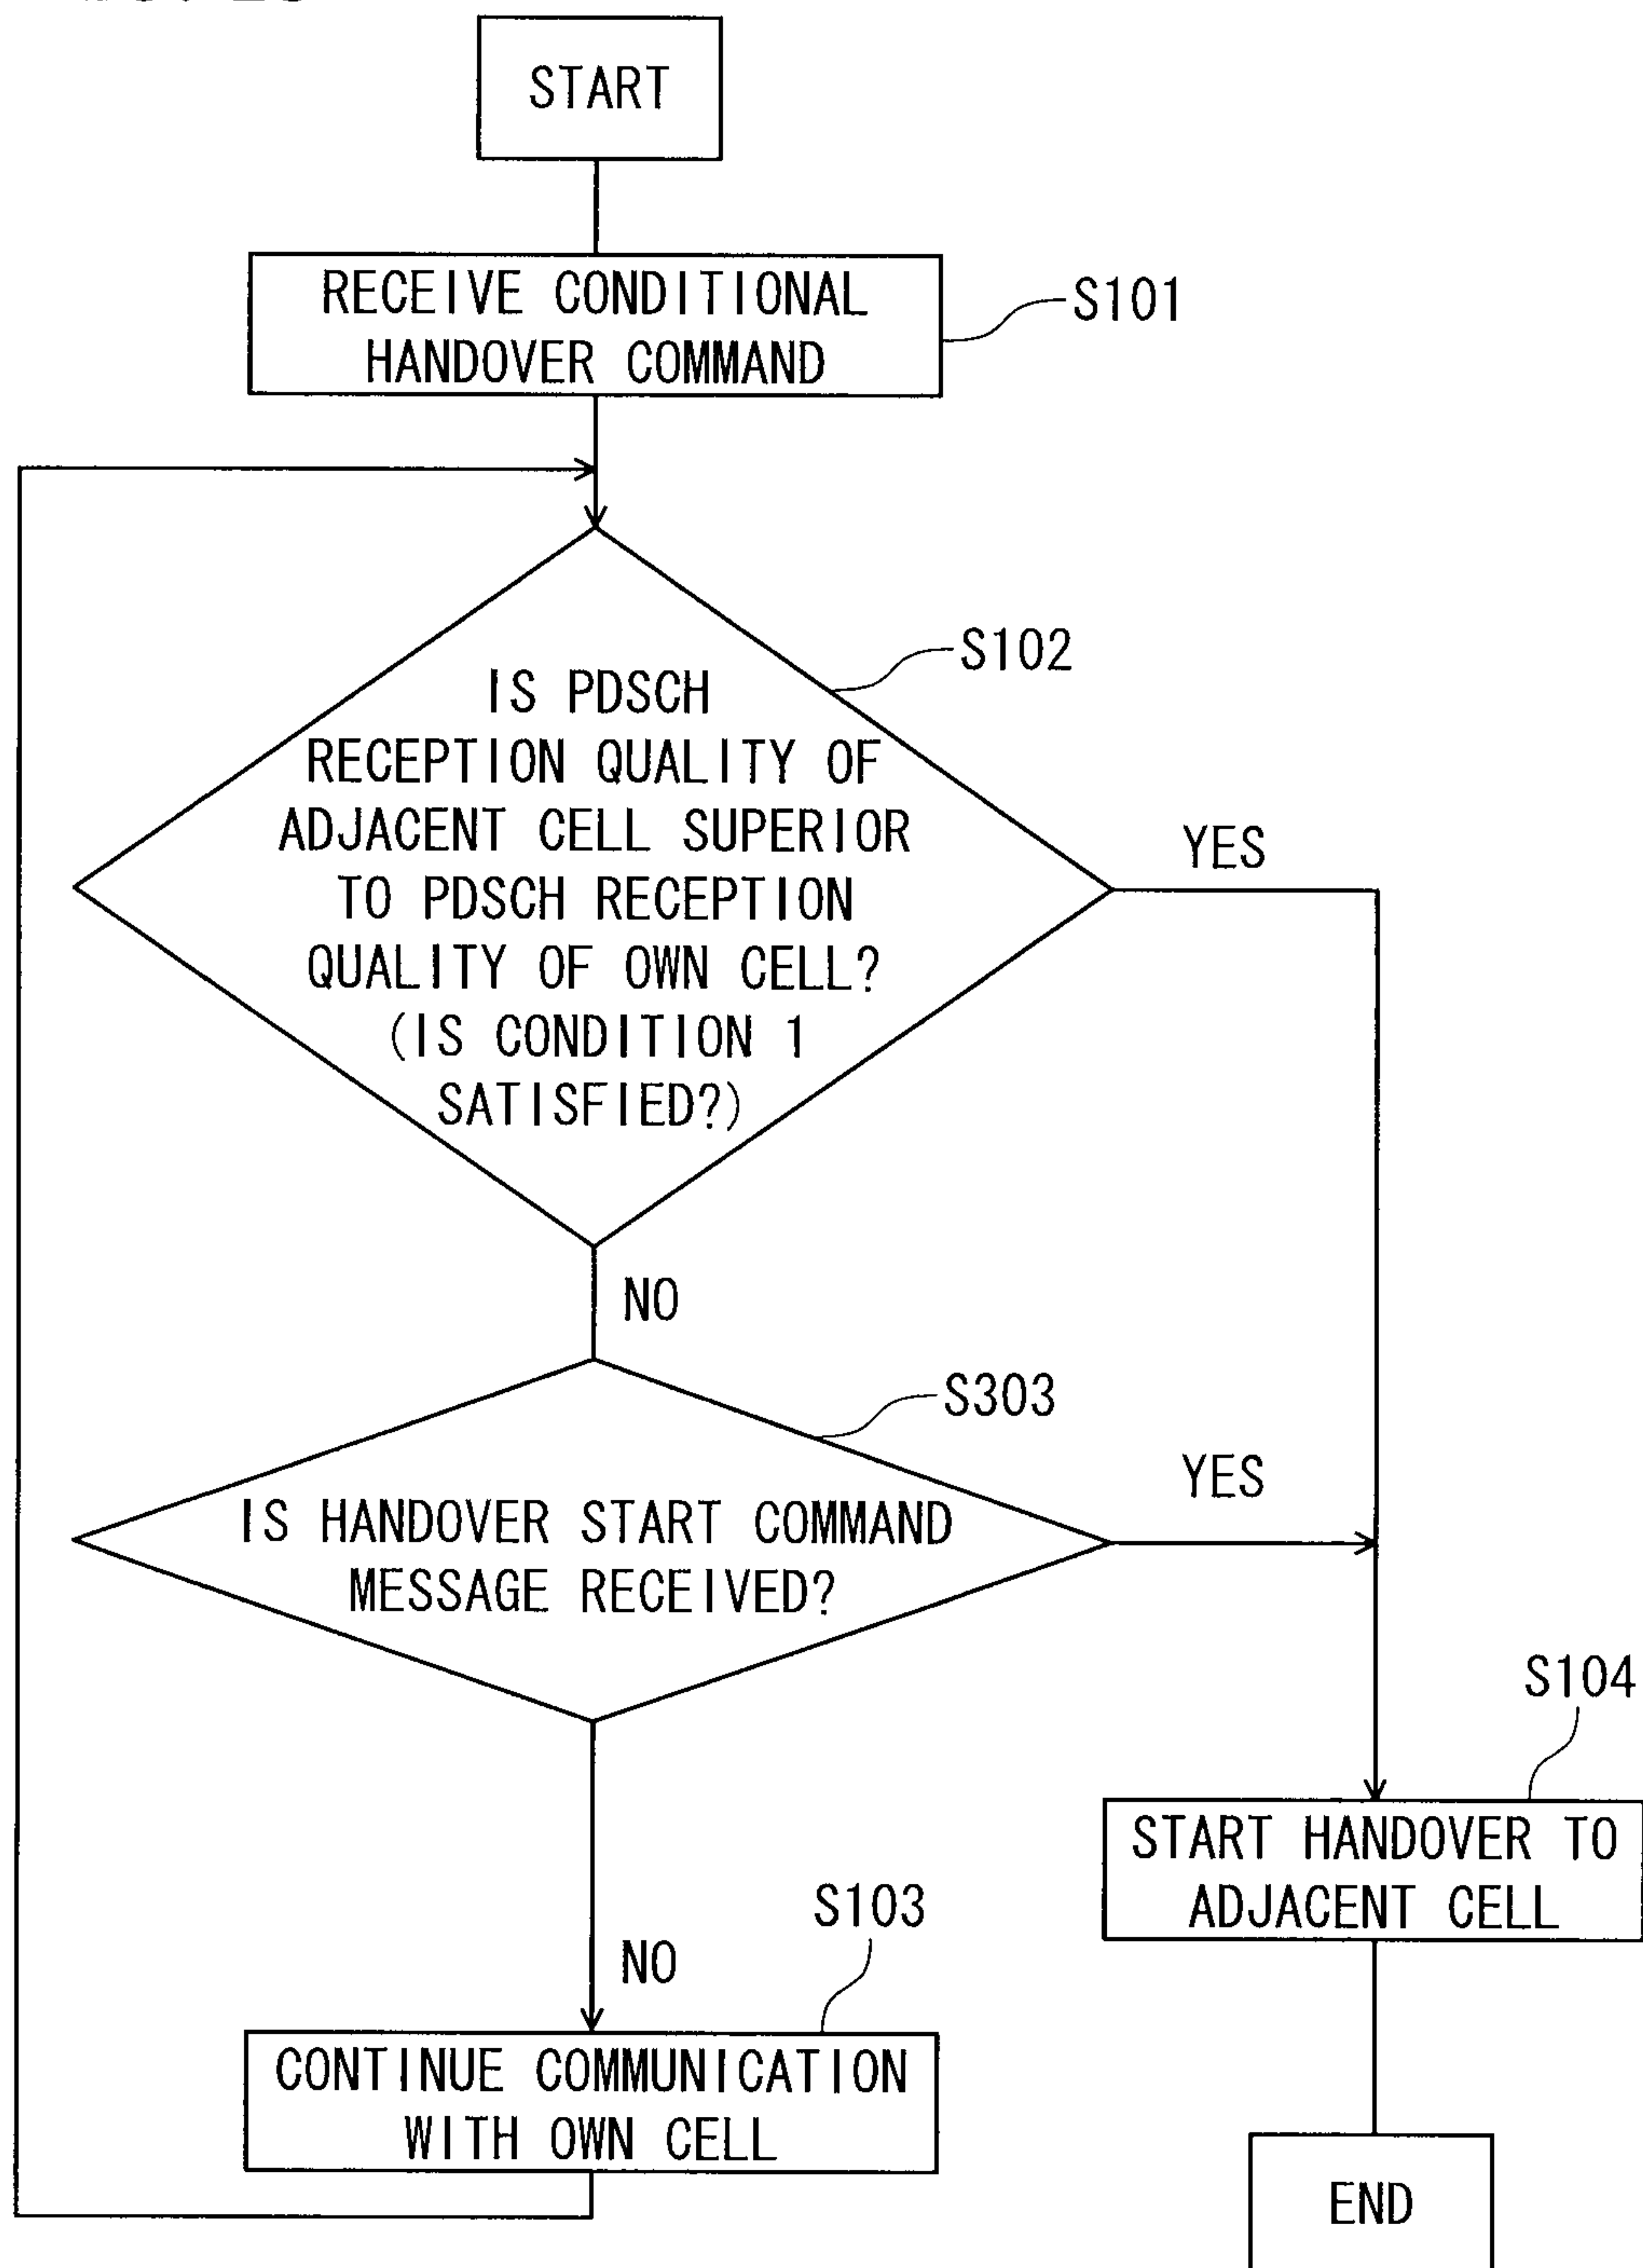 START
RECEIVE CONDITIONAL
HANDOVER COMMAND
S101
S102
IS PDSCH
RECEPTION QUALITY OF
ADJACENT CELL SUPERIOR
TO PDSCH RECEPTION
QUALITY OF OWN CELL?
(IS CONDITION 1
SATISFIED?)
YES
NO
S303
IS HANDOVER START COMMAND
MESSAGE RECEIVED?
YES
S104
START HANDOVER TO
ADJACENT CELL
S103
NO
CONTINUE COMMUNICATION
WITH OWN CELL
END